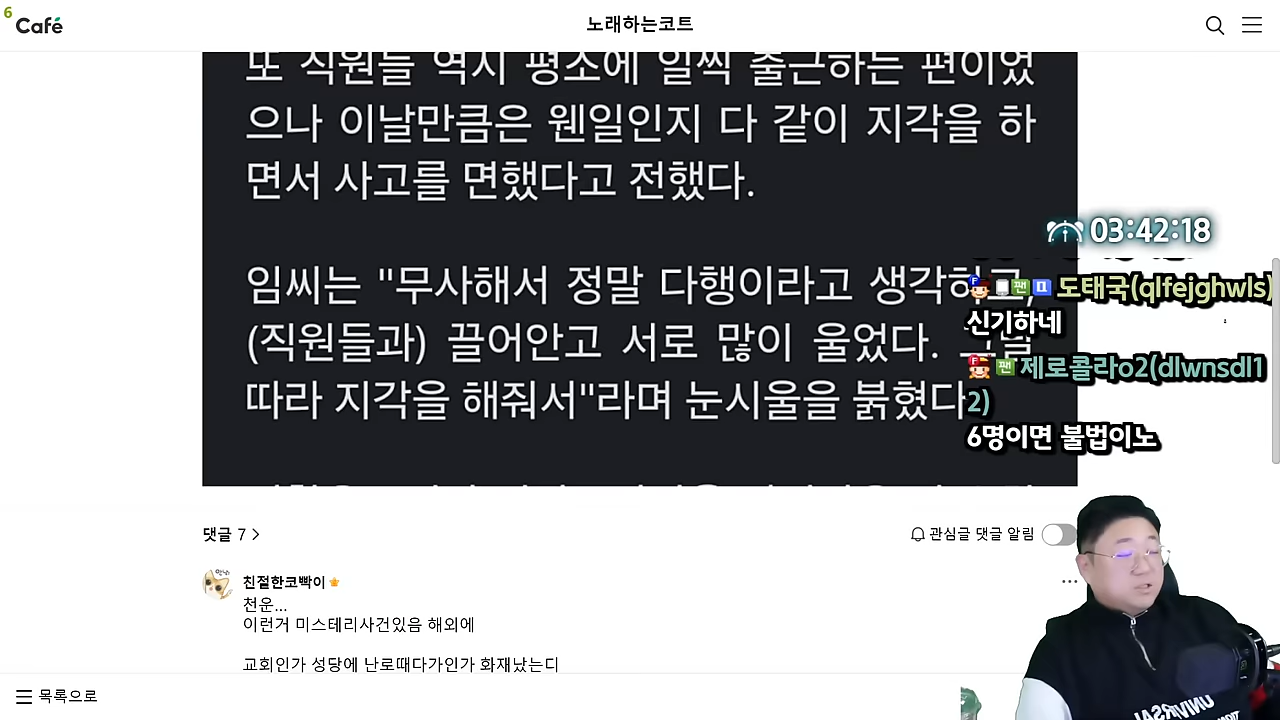 6
Café
노래하는코트
또 직원들 역시 평소에 일찍 출근하는 편이었
으나 이날만큼은 웬일인지 다 같이 지각을 하
면서 사고를 면했다고 전했다.
임씨는 "무사해서 정말 다행이라고 생각하고,
(직원들과) 끌어안고 서로 많이 울었다.
따라 지각을 해줘서"라며 눈시울을 붉혔다
03:42:18
팬 도태국(qlfejghwls)
신기하네
팬 제로콜라o2(dlwnsdl1
2)
6명이면 불법이노
댓글 7
관심글 댓글 알림
친절한코빡이
천운...
이런거 미스테리사건있음 해외에
교회인가 성당에 난로때다가인가 화재났는디
목록으로